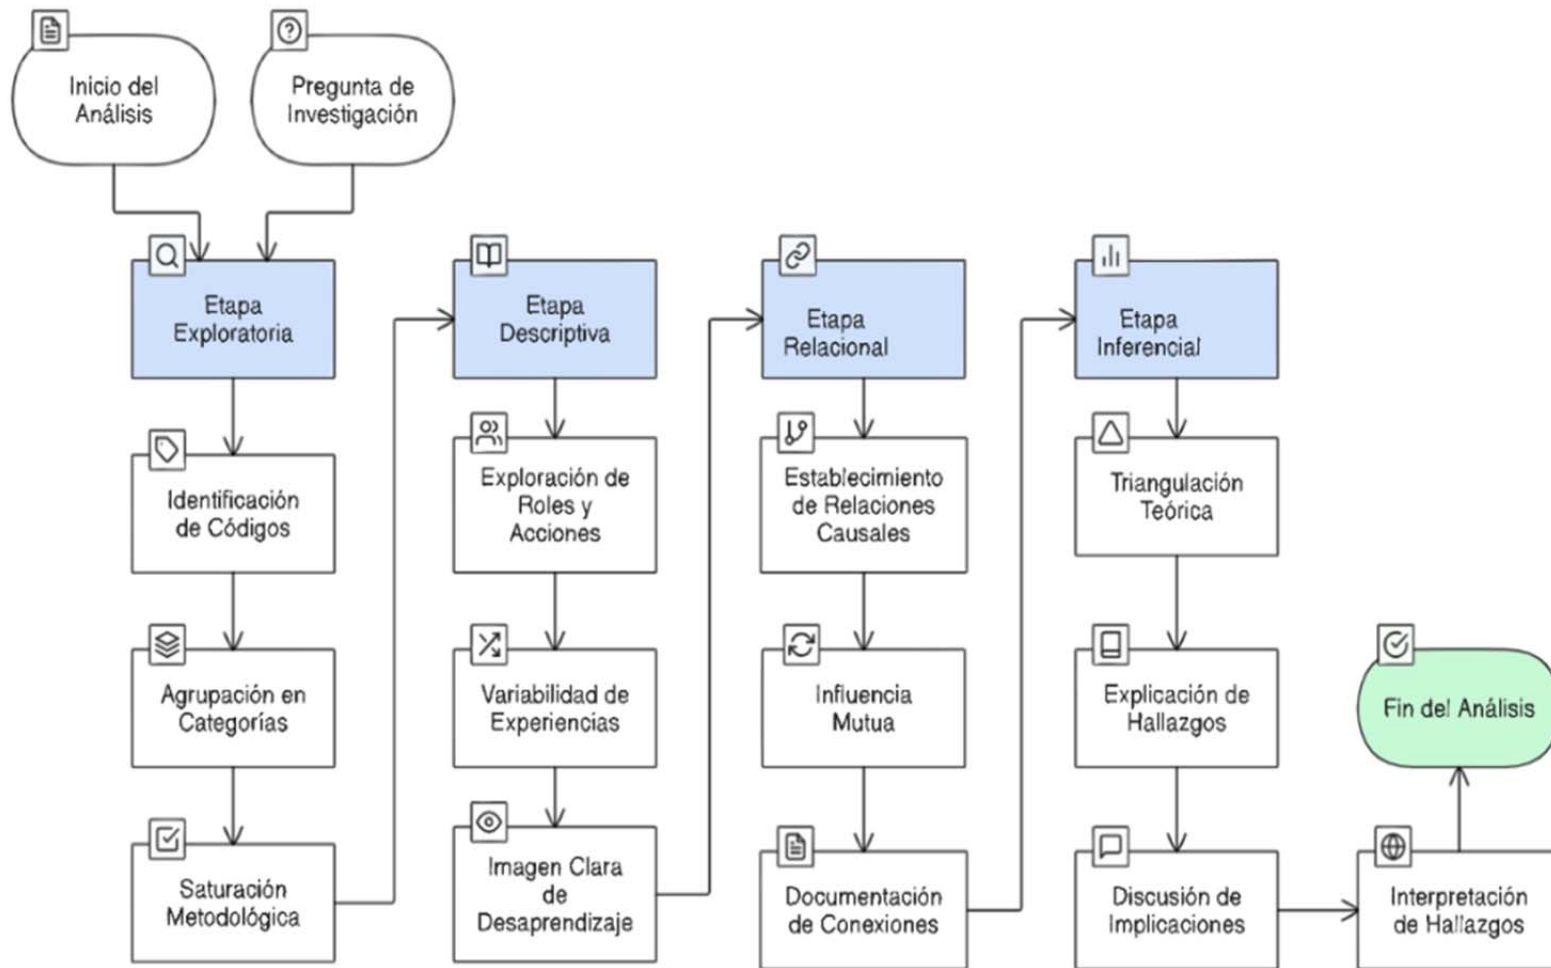 Inicio del
Análisis
Pregunta de
Investigación
Etapa
Exploratoria
Identificación
de Códigos
Agrupación en
Categorías
Saturación
Metodológica
Etapa
Descriptiva
Exploración de
Roles y
Acciones
Variabilidad de
Experiencias
Imagen Clara
de
Desaprendizaje
Etapa
Relacional
Establecimiento
de Relaciones
Causales
Influencia
Mutua
Documentación
de Conexiones
Etapa
Inferencial
Triangulación
Teórica
Explicación de
Hallazgos
Discusión de
Implicaciones
Interpretación
de Hallazgos
Fin del Análisis